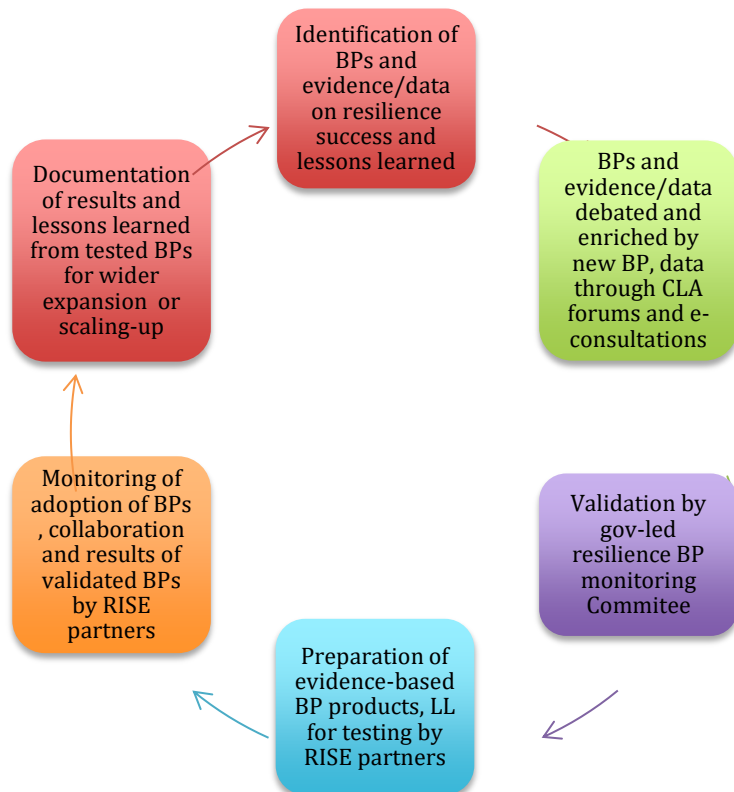 Identification of
BPs and
evidence/data
on resilience
success and
lessons learned
BPs and
evidence/data
debated and
enriched by
new BP, data
through CLA
forums and e-
consultations
Validation by
gov-led
resilience BP
monitoring
Commitee
Preparation of
evidence-based
BP products, LL
for testing by
RISE partners
Monitoring of
adoption of BPs
, collaboration
and results of
validated BPs
by RISE
partners
Documentation
of results and
lessons learned
from tested BPs
for wider
expansion or
scaling-up